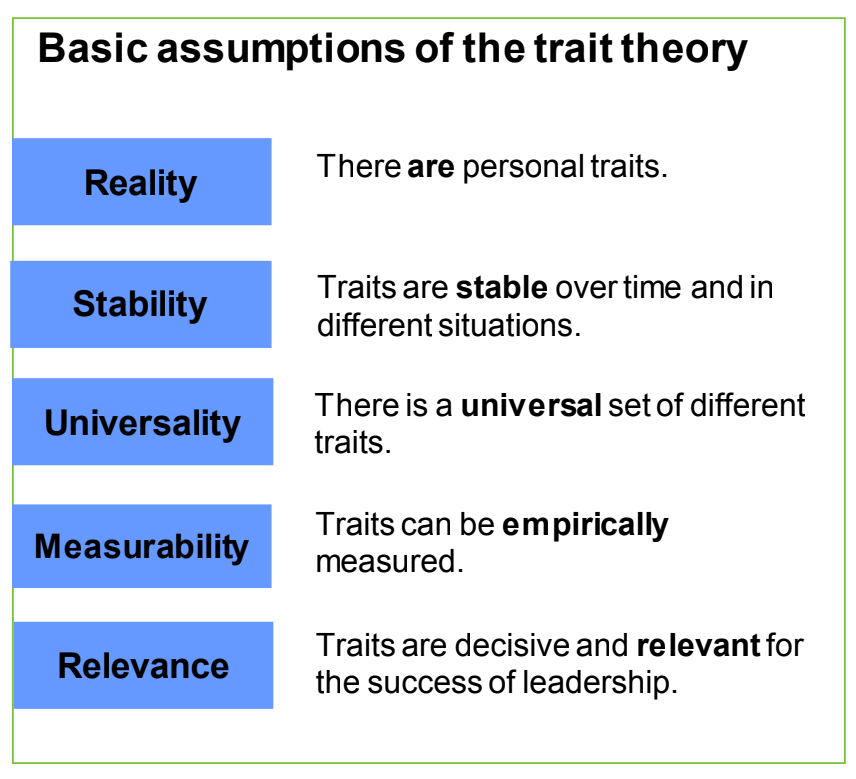 Basic assumptions of the trait theory
Reality
There are personal traits.
Stability
Traits are stable over time and in
different situations.
Universality
There is a universal set of different
traits.
Measurability
Traits can be empirically
measured.
Relevance
Traits are decisive and relevant for
the success of leadership.